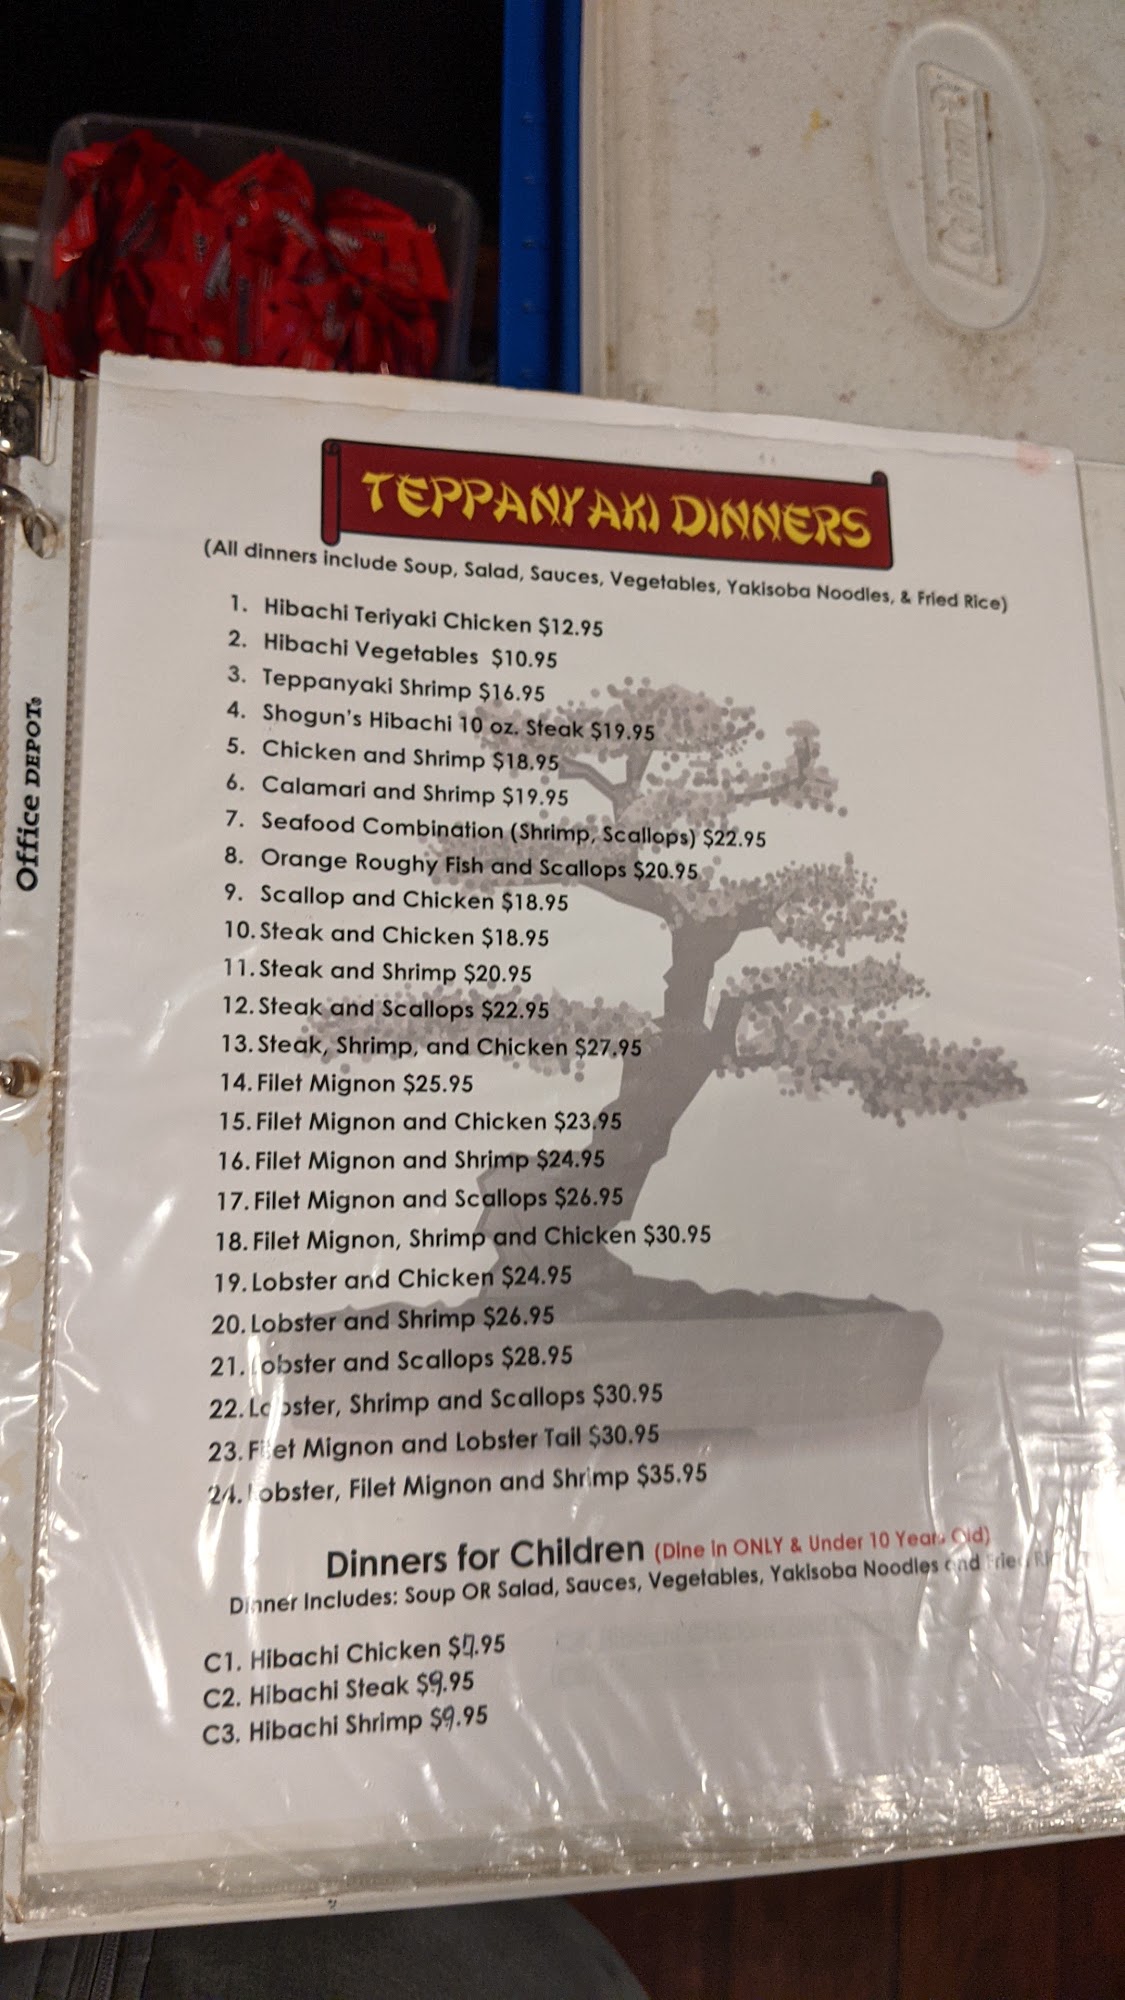 TEPPANYAKI DINNERS
(All dinners include Soup, Salad, Sauces, Vegetables, Yakisoba Noodles, & Fried Rice)
1. Hibachi Teriyaki Chicken $12.95
2. Hibachi Vegetables $10.95
3. Teppanyaki Shrimp $16.95
4. Shogun's Hibachi 10 oz. Steak $19.95
5. Chicken and Shrimp $18.95
6. Calamari and Shrimp $19.95
7. Seafood Combination (Shrimp, Scallops) $22.95
8. Orange Roughy Fish and Scallops $20.95
9. Scallop and Chicken $18.95
10. Steak and Chicken $18.95
11. Steak and Shrimp $20.95
12. Steak and Scallops $22.95
13. Steak, Shrimp, and Chicken $27.95
14. Filet Mignon $25.95
15. Filet Mignon and Chicken $23.95
16. Filet Mignon and Shrimp $24.95
17. Filet Mignon and Scallops $26.95
18. Filet Mignon, Shrimp and Chicken $30.95
19. Lobster and Chicken $24.95
20. Lobster and Shrimp $26.95
21. Lobster and Scallops $28.95
22. Lobster, Shrimp and Scallops $30.95
23. Filet Mignon and Lobster Tail $30.95
24. Lobster, Filet Mignon and Shrimp $35.95
Dinners for Children (Dine in ONLY & Under 10 Years Old)
Dinner Includes: Soup OR Salad, Sauces, Vegetables, Yakisoba Noodles and Fried
C1. Hibachi Chicken
C2. Hibachi Steak $9.95
C3. Hibachi Shrimp $9.95
Office DEPOT